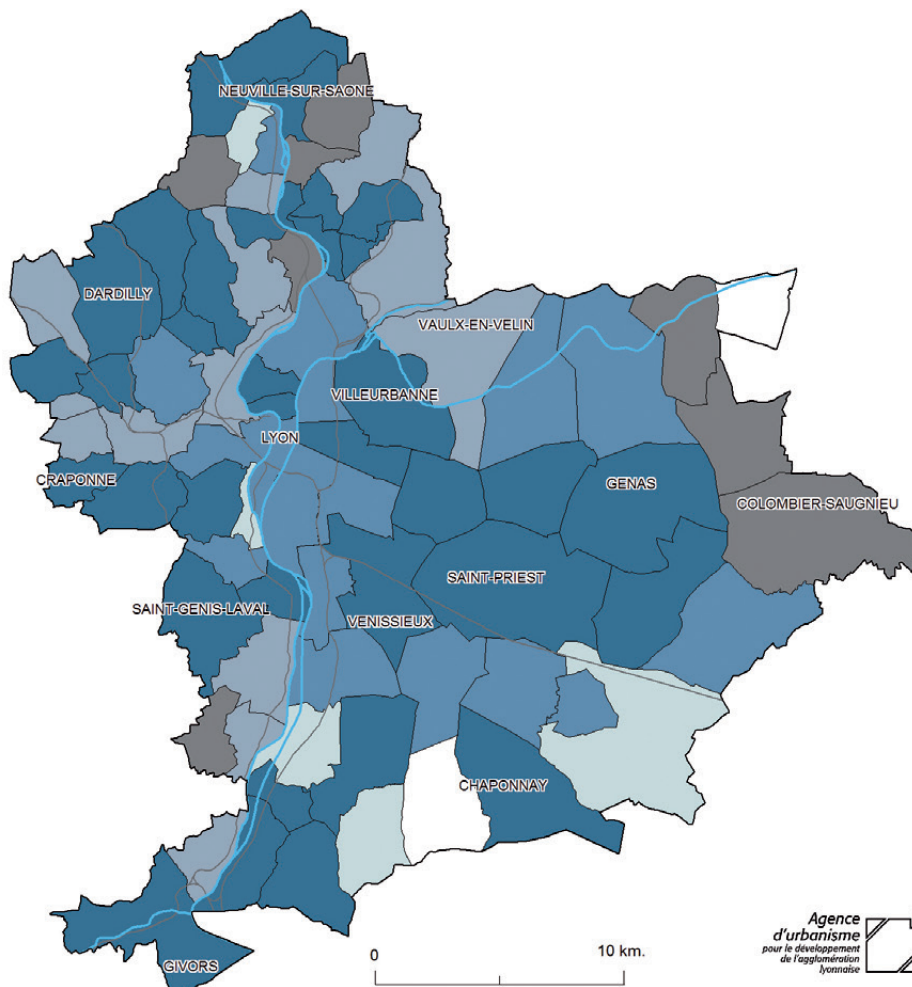 NEUVILLE-SUR-SAONE
DARDILLY
VAULX-EN-VELIN
VILLEURBANNE
LYON
CRAPONNE
GENAS
COLOMBIER-SAUGNIEU
SAINT-PRIEST
SAINT-GENIS-LAVAL
VENISSIEUX
CHAPONNAY
GIVORS
0 10 km.
Agence
d'urbanisme
pour le développement
de l'agglomération
lyonnaise